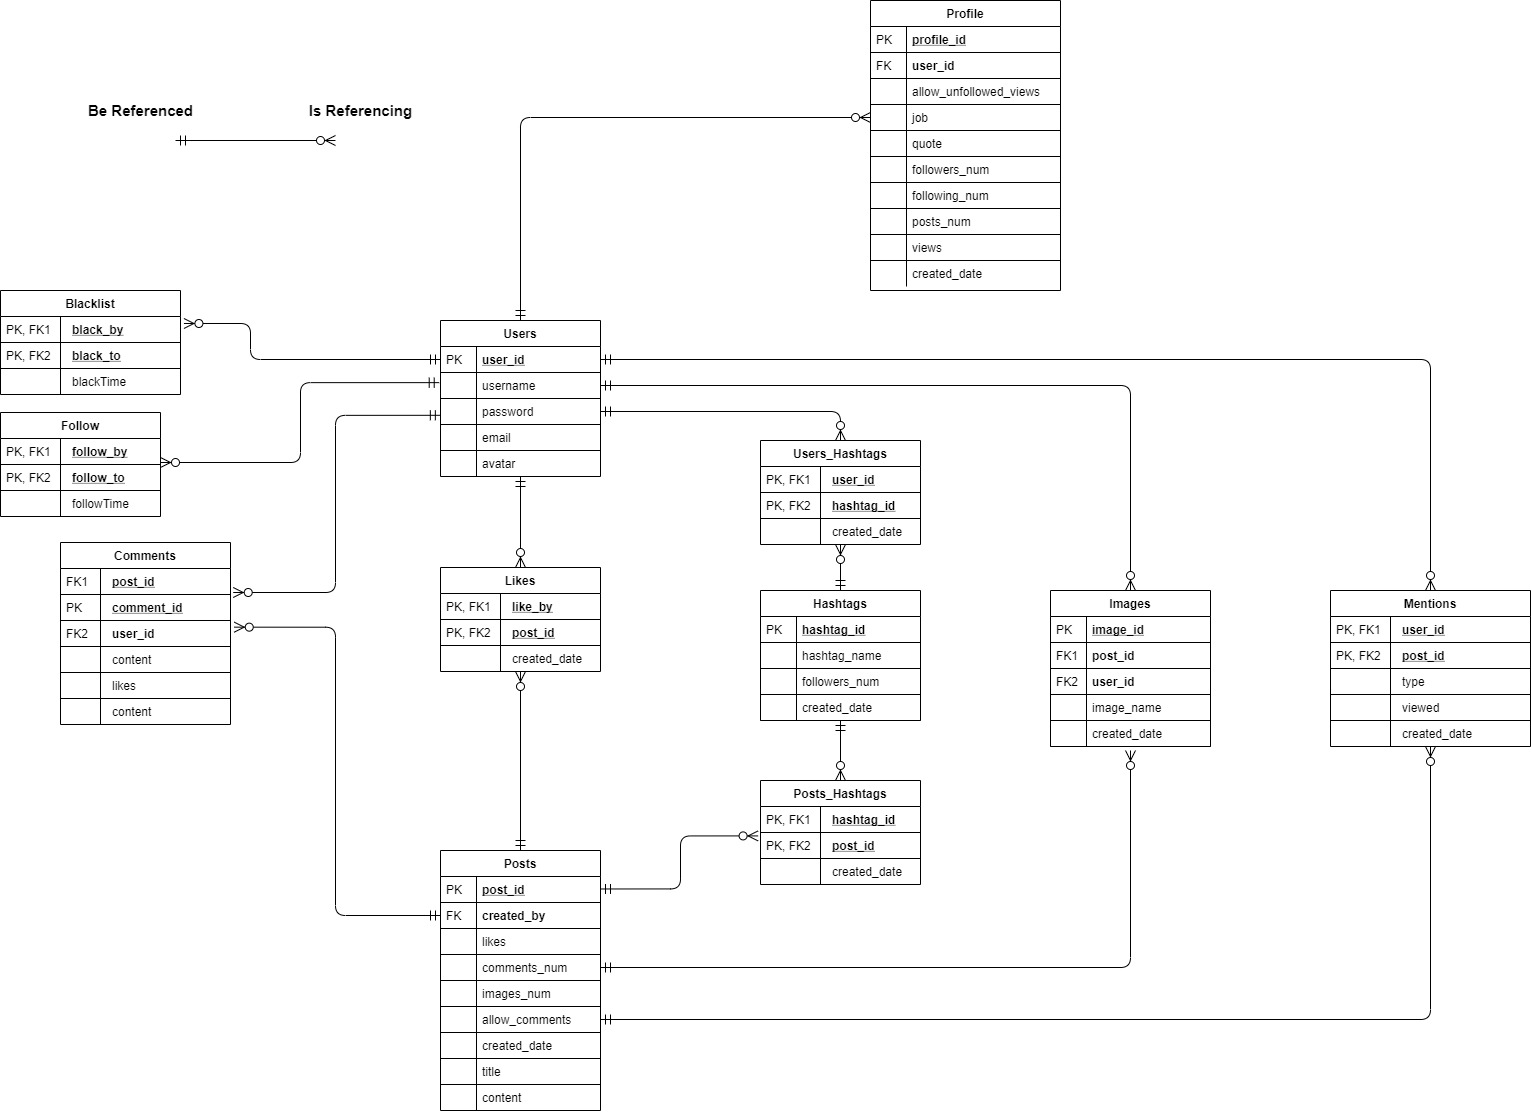 Profile
PK profile_id
FK user_id
allow_unfollowed_views
job
quote
followers_num
following_num
posts_num
views
created_date
Be Referenced Is Referencing
Blacklist
PK, FK1 black_by
PK, FK2 black_to
blackTime
Users
PK user_id
username
password
email
avatar
Follow
PK, FK1 follow_by
PK, FK2 follow_to
followTime
Users_Hashtags
PK, FK1 user_id
PK, FK2 hashtag_id
created_date
Comments
FK1 post_id
PK comment_id
FK2 user_id
content
likes
content
Likes
PK, FK1 like_by
PK, FK2 post_id
created_date
Hashtags
PK hashtag_id
hashtag_name
followers_num
created_date
Images
PK image_id
FK1 post_id
FK2 user_id
image_name
created_date
Mentions
PK, FK1 user_id
PK, FK2 post_id
type
viewed
created_date
Posts_Hashtags
PK, FK1 hashtag_id
PK, FK2 post_id
created_date
Posts
PK post_id
FK created_by
likes
comments_num
images_num
allow_comments
created_date
title
content